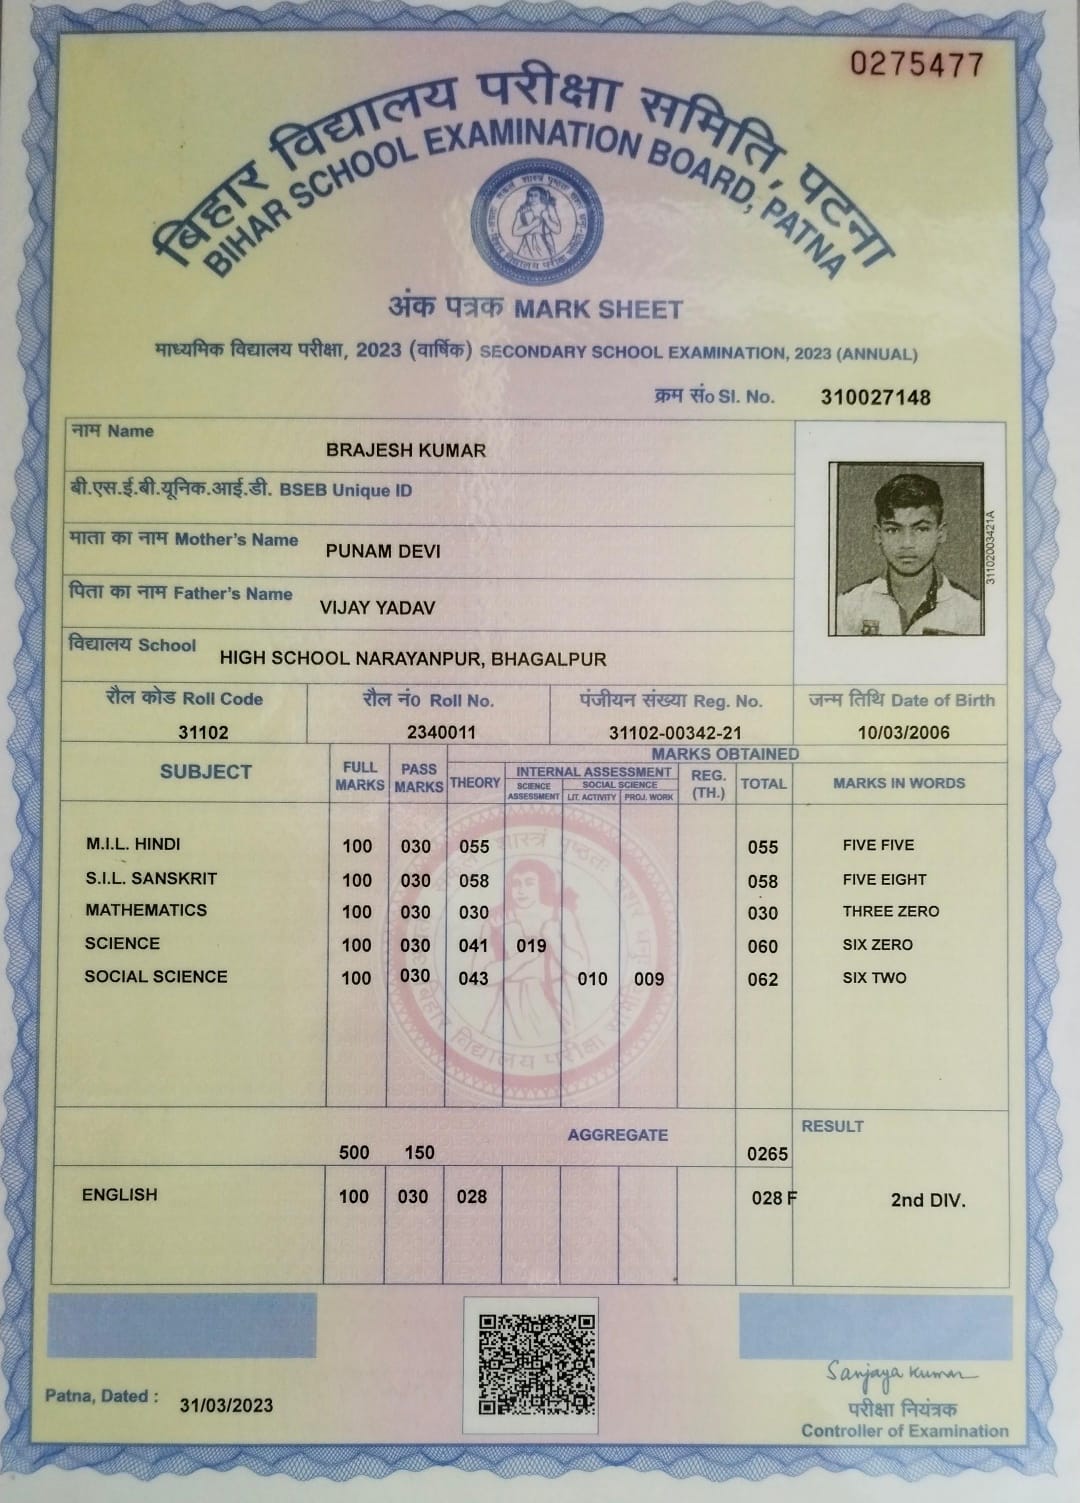 0275477
बिहार विद्यालय परीक्षा समिति, पटना
BIHAR SCHOOL EXAMINATION BOARD, PATNA
अंक पत्रक MARK SHEET
माध्यमिक विद्यालय परीक्षा, 2023 (वार्षिक) SECONDARY SCHOOL EXAMINATION, 2023 (ANNUAL)
क्रम सं० Sl. No. 310027148
नाम Name
BRAJESH KUMAR
बी.एस.ई.बी.यूनिक.आई.डी. BSEB Unique ID
माता का नाम Mother's Name
PUNAM DEVI
पिता का नाम Father's Name
VIJAY YADAV
विद्यालय School
HIGH SCHOOL NARAYANPUR, BHAGALPUR
31102003421A
रौल कोड Roll Code रौल नं० Roll No. पंजीयन संख्या Reg. No. जन्म तिथि Date of Birth
31102 2340011 31102-00342-21 10/03/2006
MARKS OBTAINED
SUBJECT FULL MARKS PASS MARKS THEORY INTERNAL ASSESSMENT REG. (TH.) TOTAL MARKS IN WORDS
SCIENCE ASSESSMENT SOCIAL SCIENCE
LIT. ACTIVITY PROJ. WORK
M.I.L. HINDI 100 030 055 055 FIVE FIVE
S.I.L. SANSKRIT 100 030 058 058 FIVE EIGHT
MATHEMATICS 100 030 030 030 THREE ZERO
SCIENCE 100 030 041 019 060 SIX ZERO
SOCIAL SCIENCE 100 030 043 010 009 062 SIX TWO
AGGREGATE RESULT
500 150 0265
ENGLISH 100 030 028 028 F 2nd DIV.
Patna, Dated : 31/03/2023
Sanjaya Kumar
परीक्षा नियंत्रक
Controller of Examination